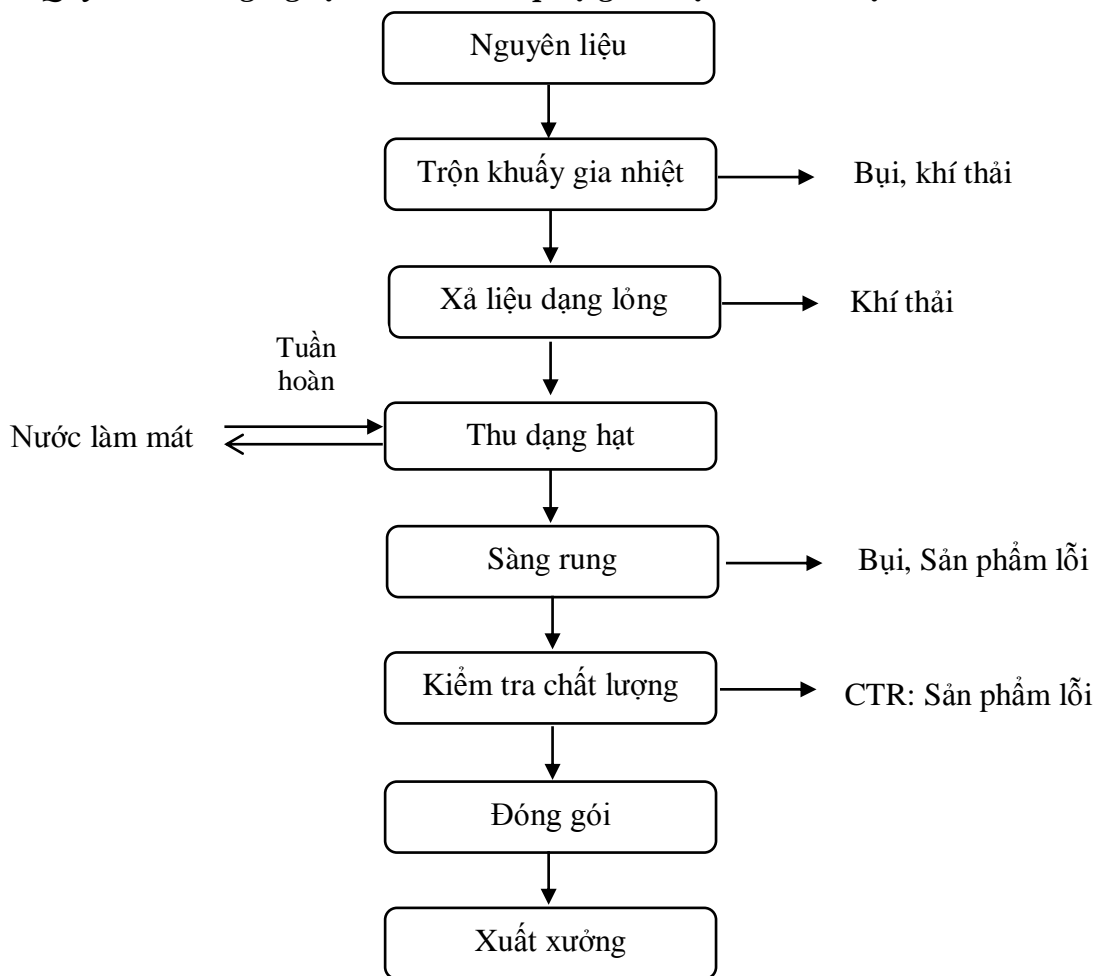 Nguyên liệu
Trộn khuấy gia nhiệt
Bụi, khí thải
Xả liệu dạng lỏng
Khí thải
Tuần
hoàn
Nước làm mát
Thu dạng hạt
Sàng rung
Bụi, Sản phẩm lỗi
Kiểm tra chất lượng
CTR: Sản phẩm lỗi
Đóng gói
Xuất xưởng